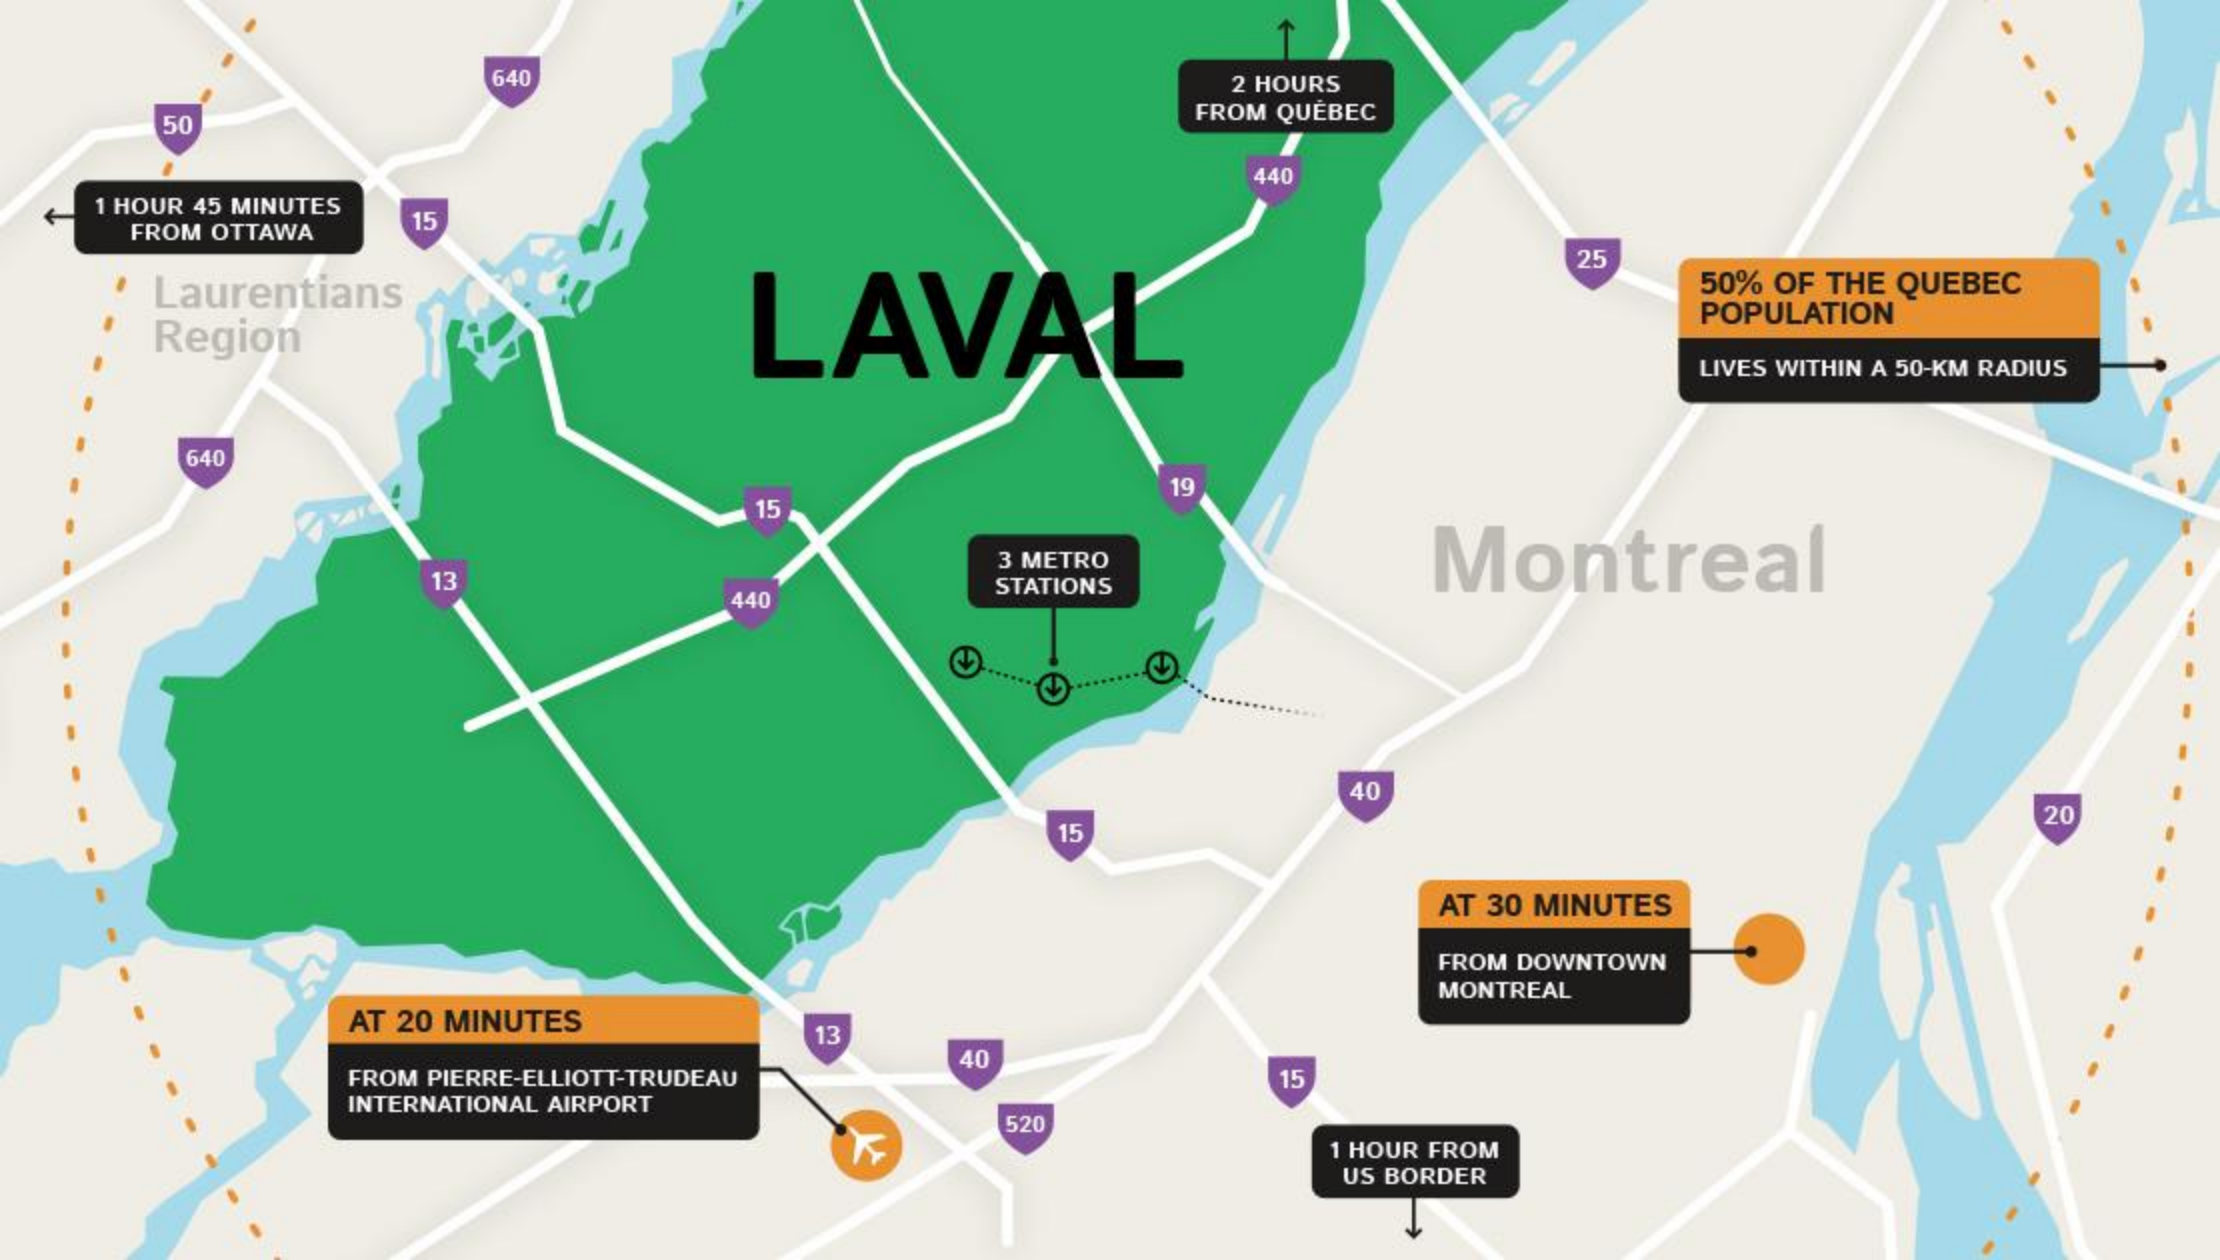 640
2 HOURS
FROM QUÉBEC
50
440
1 HOUR 45 MINUTES
FROM OTTAWA
15
25
Laurentians
Region
LAVAL
50% OF THE QUEBEC
POPULATION
LIVES WITHIN A 50-KM RADIUS
640
15
19
Montreal
3 METRO
STATIONS
13
440
40
15
20
AT 30 MINUTES
FROM DOWNTOWN
MONTREAL
AT 20 MINUTES
FROM PIERRE-ELLIOTT-TRUDEAU
INTERNATIONAL AIRPORT
13
40
15
520
1 HOUR FROM
US BORDER